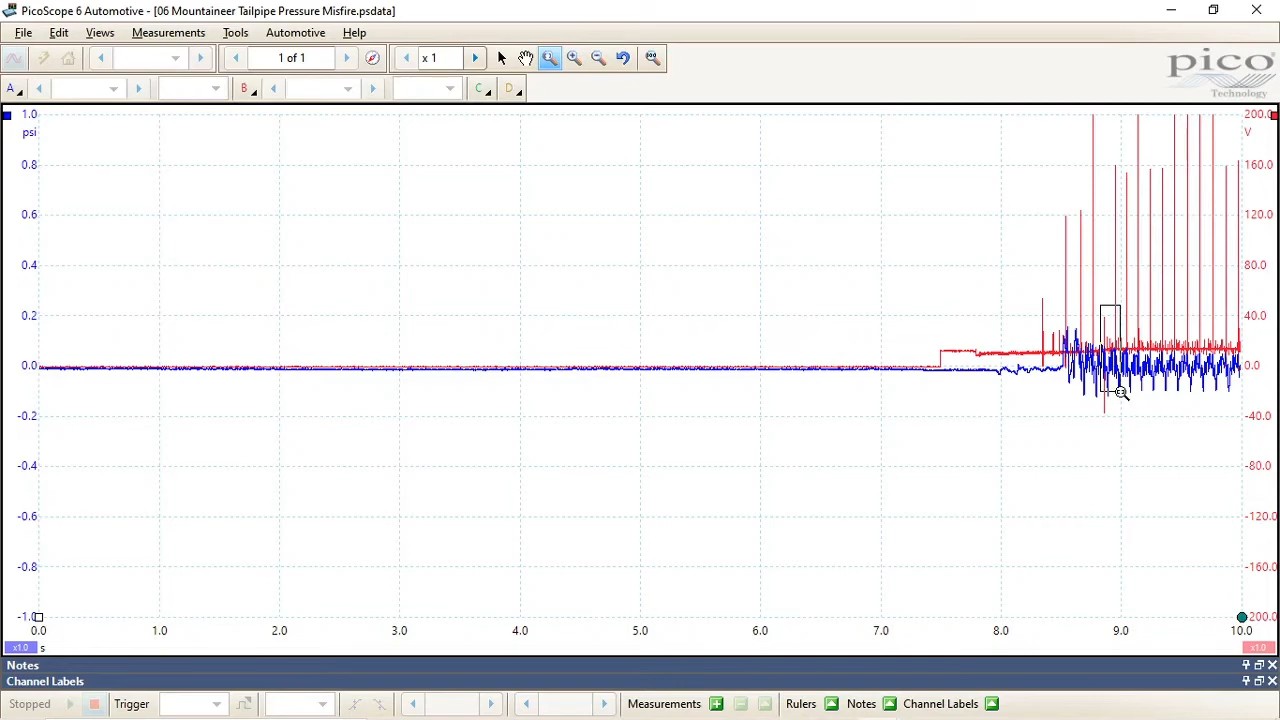 PicoScope 6 Automotive - [06 Mountaineer Tailpipe Pressure Misfire.psdata]
File Edit Views Measurements Tools Automotive Help
1 of 1 x 1
pico
Technology
A B C D
1.0 200.0
psi V
0.8 160.0
0.6 120.0
0.4 80.0
0.2 40.0
0.0 0.0
-0.2 -40.0
-0.4 -80.0
-0.6 -120.0
-0.8 -160.0
-1.0 200.0
0.0 1.0 2.0 3.0 4.0 5.0 6.0 7.0 8.0 9.0 10.0
x1.0 s x1.0
Notes
Channel Labels
Stopped Trigger Measurements Rulers Notes Channel Labels